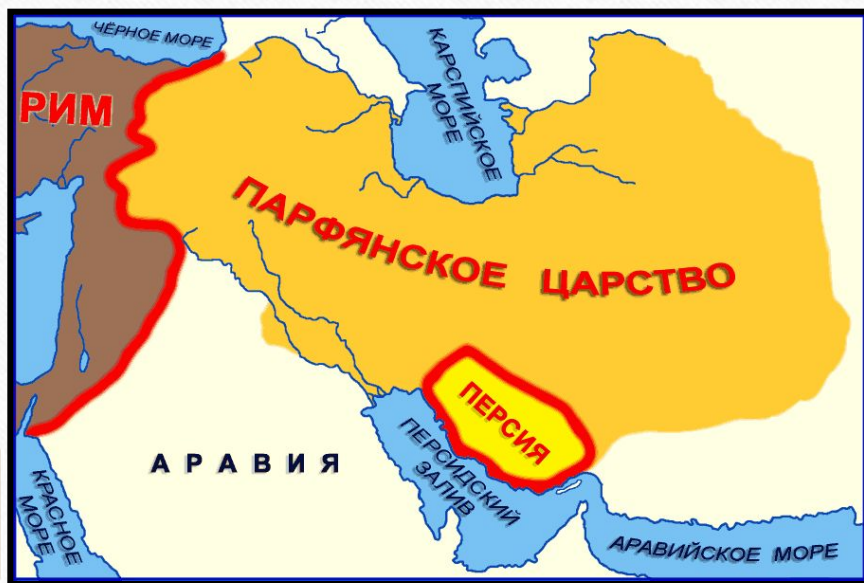 ЧЁРНОЕ МОРЕ
КАРСПИЙСКОЕ
МОРЕ
РИМ
ПАРФЯНСКОЕ ЦАРСТВО
ПЕРСИЯ
АРАВИЯ
ПЕРСИДСКИЙ
ЗАЛИВ
КРАСНОЕ
МОРЕ
АРАВИЙСКОЕ МОРЕ